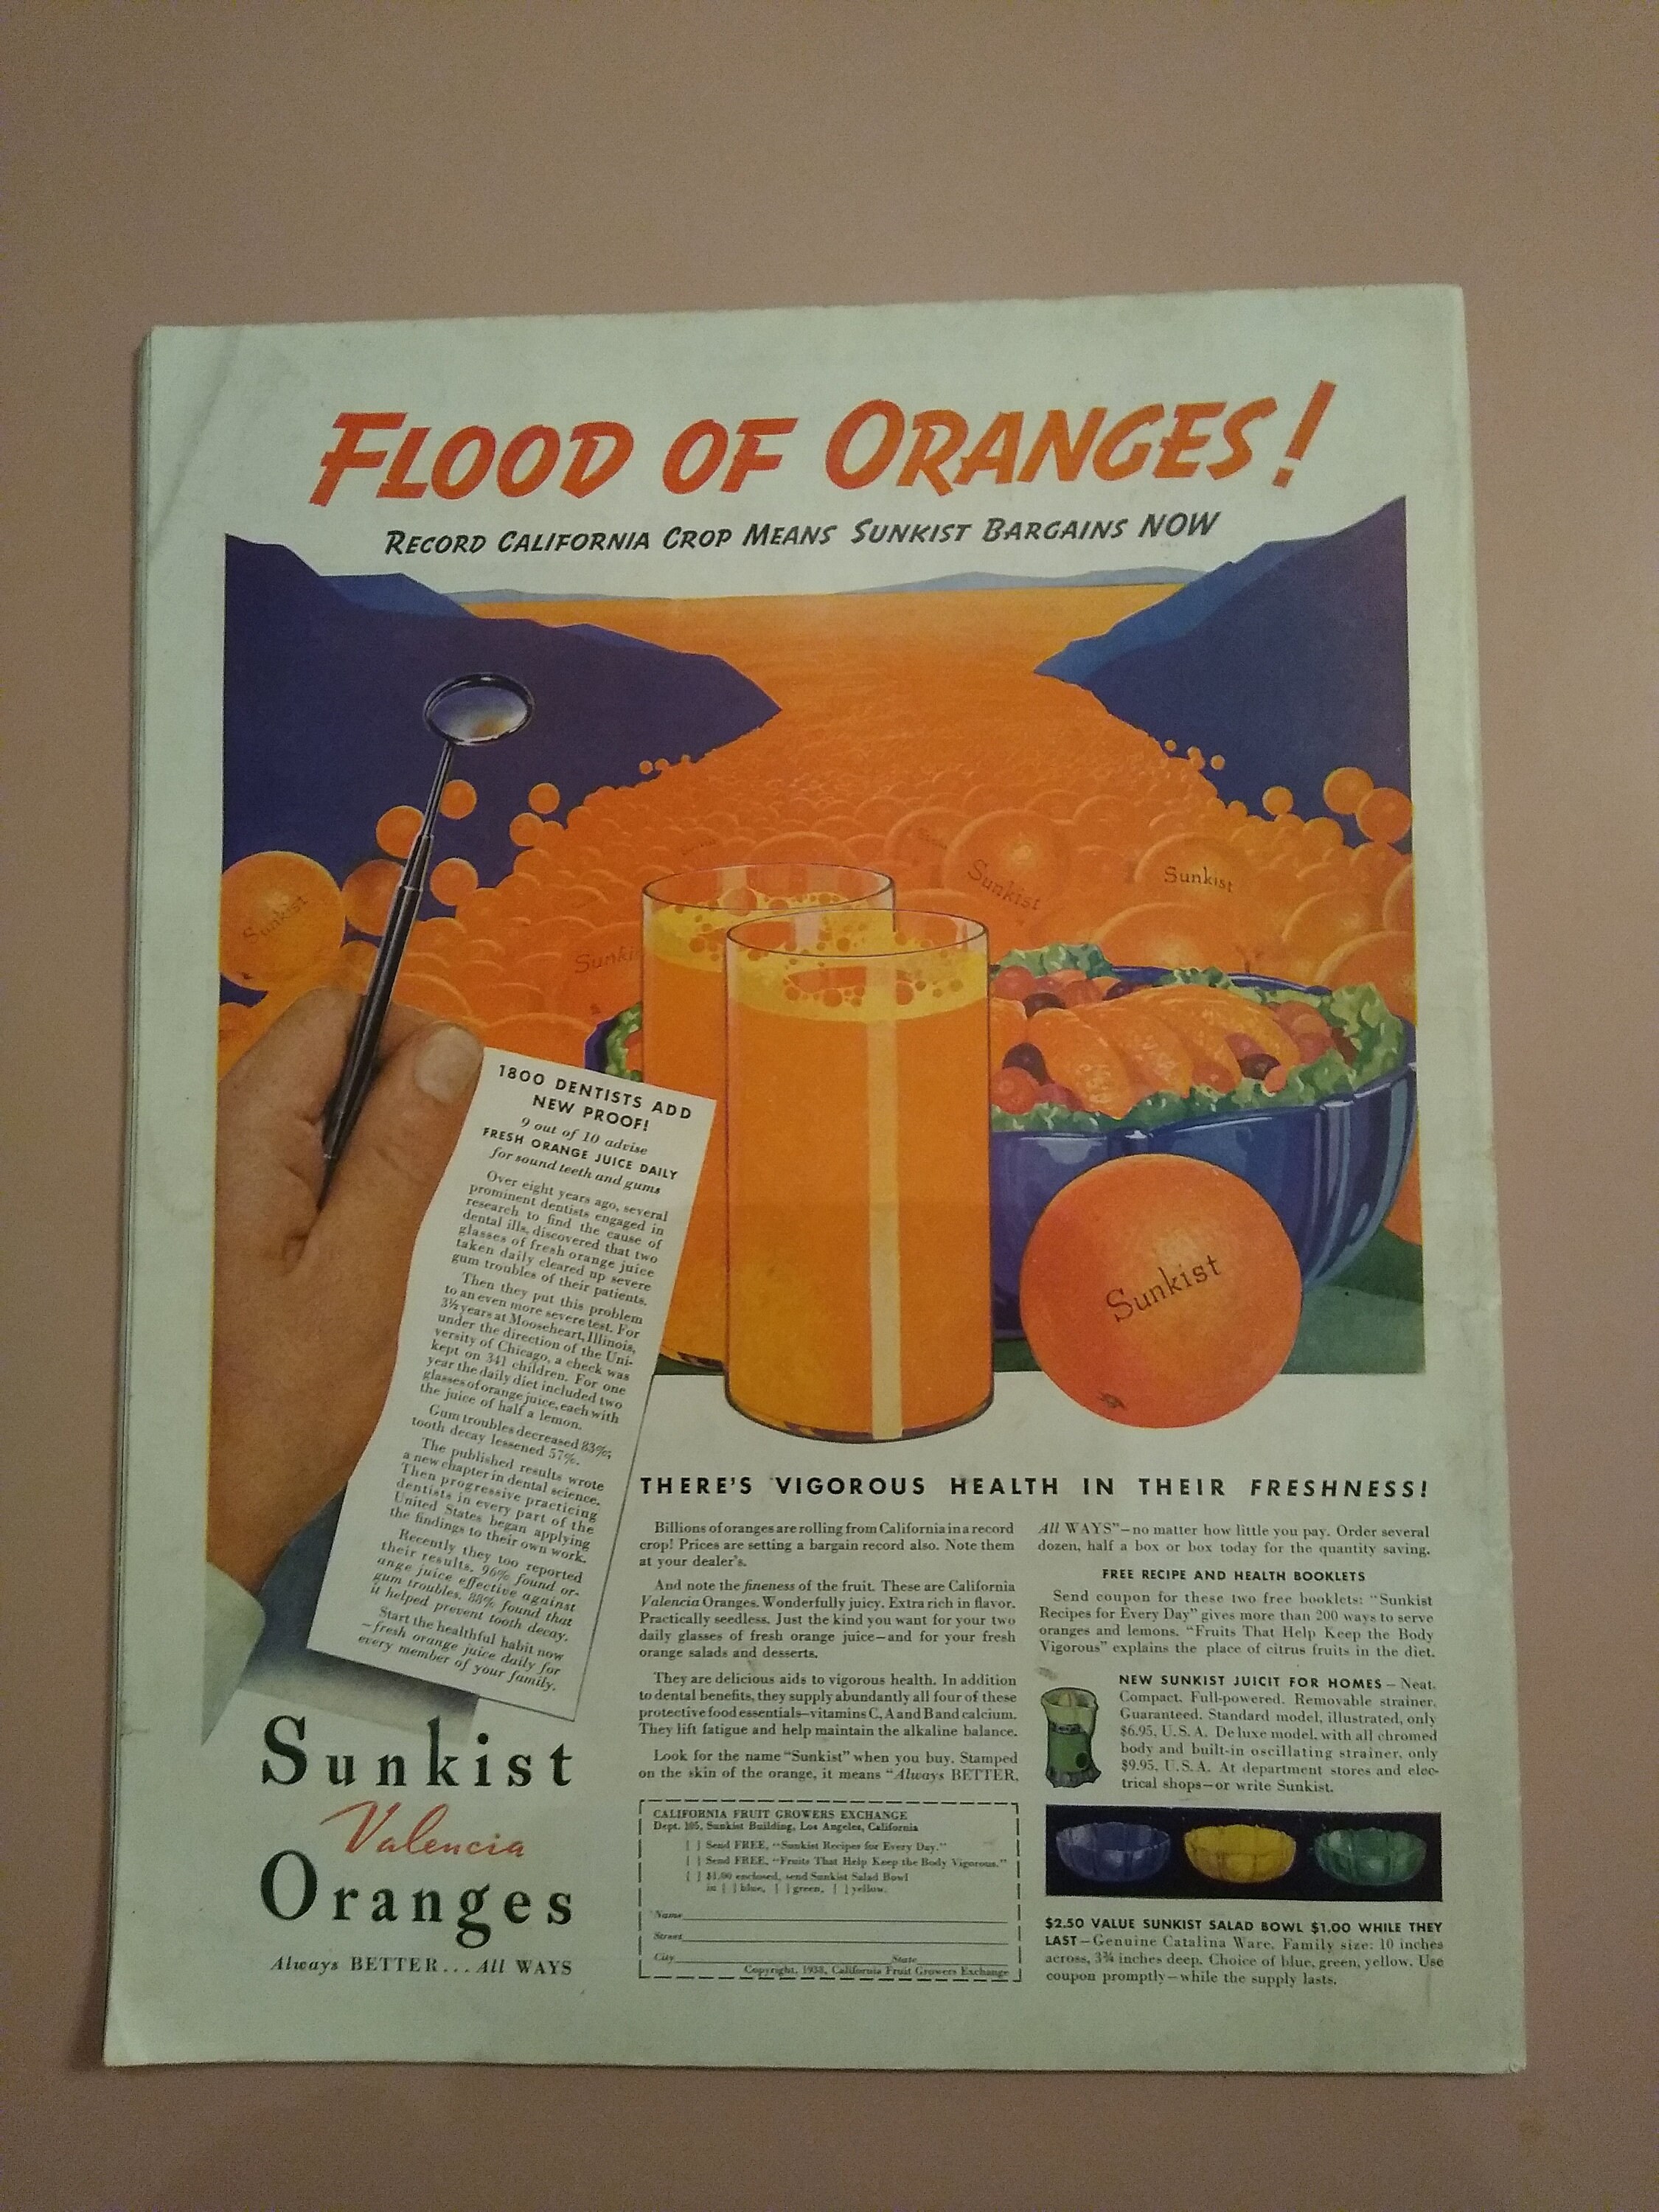 FLOOD OF ORANGES!
RECORD CALIFORNIA CROP MEANS SUNKIST BARGAINS NOW
Sunkist
Sunkist
Sunkist
Sunkist
1800 DENTISTS ADD
NEW PROOF!
9 out of 10 advise
FRESH ORANGE JUICE DAILY
for sound teeth and gums
Over eight years ago, several
prominent dentists engaged in
research to find the cause of
dental ills, discovered that two
glasses of fresh orange juice
taken daily cleared up severe
gum troubles of their patients.
Then they put this problem
to an even more severe test. For
3½ years at Mooseheart, Illinois,
under the direction of the Uni-
versity of Chicago, a check was
kept on 341 children. For one
year the daily diet included two
glasses of orange juice, each with
the juice of half a lemon.
Gum troubles decreased 83%;
tooth decay lessened 57%.
The published results wrote
a new chapter in dental science.
Then progressive practicing
dentists in every part of the
United States began applying
the findings to their own work.
Recently they too reported
their results. 96% found or-
ange juice effective against
gum troubles. 88% found that
it helped prevent tooth decay.
Start the healthful habit now
—fresh orange juice daily for
every member of your family.
Sunkist
Sunkist
Valencia
Oranges
Always BETTER...All WAYS
THERE'S VIGOROUS HEALTH IN THEIR FRESHNESS!
Billions of oranges are rolling from California in a record
crop! Prices are setting a bargain record also. Note them
at your dealer's.
And note the fineness of the fruit. These are California
Valencia Oranges. Wonderfully juicy. Extra rich in flavor.
Practically seedless. Just the kind you want for your two
daily glasses of fresh orange juice—and for your fresh
orange salads and desserts.
They are delicious aids to vigorous health. In addition
to dental benefits, they supply abundantly all four of these
protective food essentials—vitamins C, A and B and calcium.
They lift fatigue and help maintain the alkaline balance.
Look for the name "Sunkist" when you buy. Stamped
on the skin of the orange, it means "Always BETTER,
All WAYS"—no matter how little you pay. Order several
dozen, half a box or box today for the quantity saving.
FREE RECIPE AND HEALTH BOOKLETS
Send coupon for these two free booklets: "Sunkist
Recipes for Every Day" gives more than 200 ways to serve
oranges and lemons. "Fruits That Help Keep the Body
Vigorous" explains the place of citrus fruits in the diet.
NEW SUNKIST JUICIT FOR HOMES—Neat.
Compact. Full-powered. Removable strainer.
Guaranteed. Standard model, illustrated, only
$6.95, U.S.A. De luxe model, with all chromed
body and built-in oscillating strainer, only
$9.95, U.S.A. At department stores and elec-
trical shops—or write Sunkist.
CALIFORNIA FRUIT GROWERS EXCHANGE
Dept. 105, Sunkist Building, Los Angeles, California
[ ] Send FREE, "Sunkist Recipes for Every Day."
[ ] Send FREE, "Fruits That Help Keep the Body Vigorous."
[ ] $1.00 enclosed, send Sunkist Salad Bowl
in [ ] blue, [ ] green, [ ] yellow.
Name
Street
City State
Copyright, 1938, California Fruit Growers Exchange
$2.50 VALUE SUNKIST SALAD BOWL $1.00 WHILE THEY
LAST—Genuine Catalina Ware. Family size: 10 inches
across, 3¾ inches deep. Choice of blue, green, yellow. Use
coupon promptly—while the supply lasts.